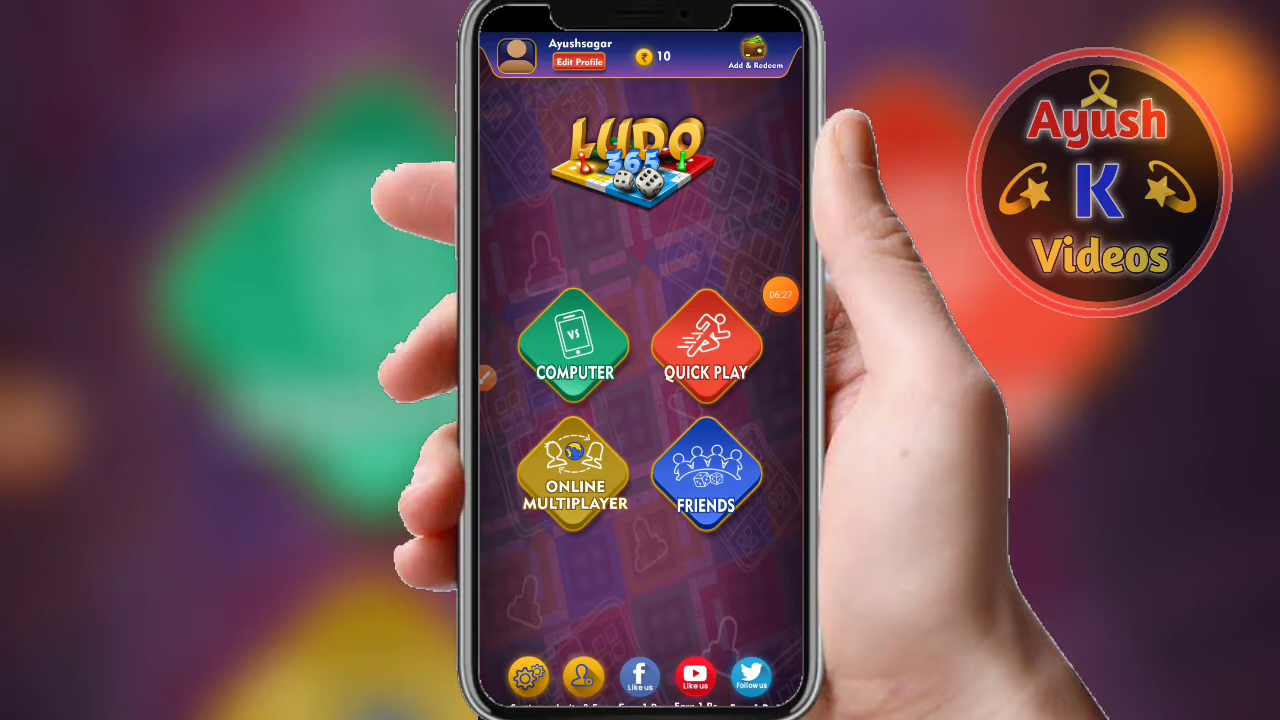 Ayushsagar
Edit Profile
10
Add & Redeem
LUDO
365
06:27
VS
COMPUTER
QUICK PLAY
ONLINE
MULTIPLAYER
FRIENDS
Like us
Like us
Follow us
Ayush
K
Videos